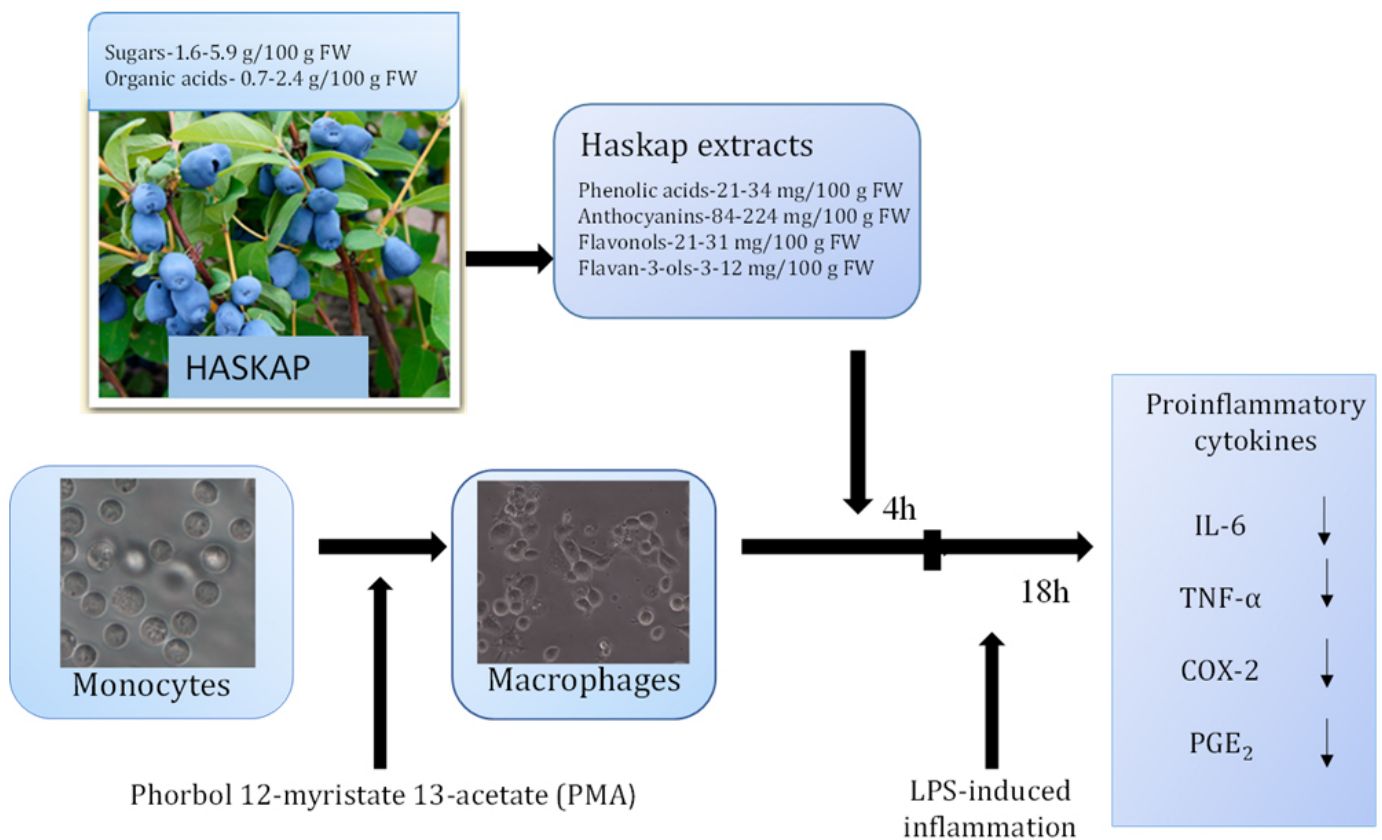 Sugars-1.6-5.9 g/100 g FW
Organic acids- 0.7-2.4 g/100 g FW
HASKAP
Haskap extracts
Phenolic acids-21-34 mg/100 g FW
Anthocyanins-84-224 mg/100 g FW
Flavonols-21-31 mg/100 g FW
Flavan-3-ols-3-12 mg/100 g FW
Monocytes
Macrophages
Phorbol 12-myristate 13-acetate (PMA)
4h
18h
LPS-induced
inflammation
Proinflammatory
cytokines
IL-6
TNF-α
COX-2
PGE₂